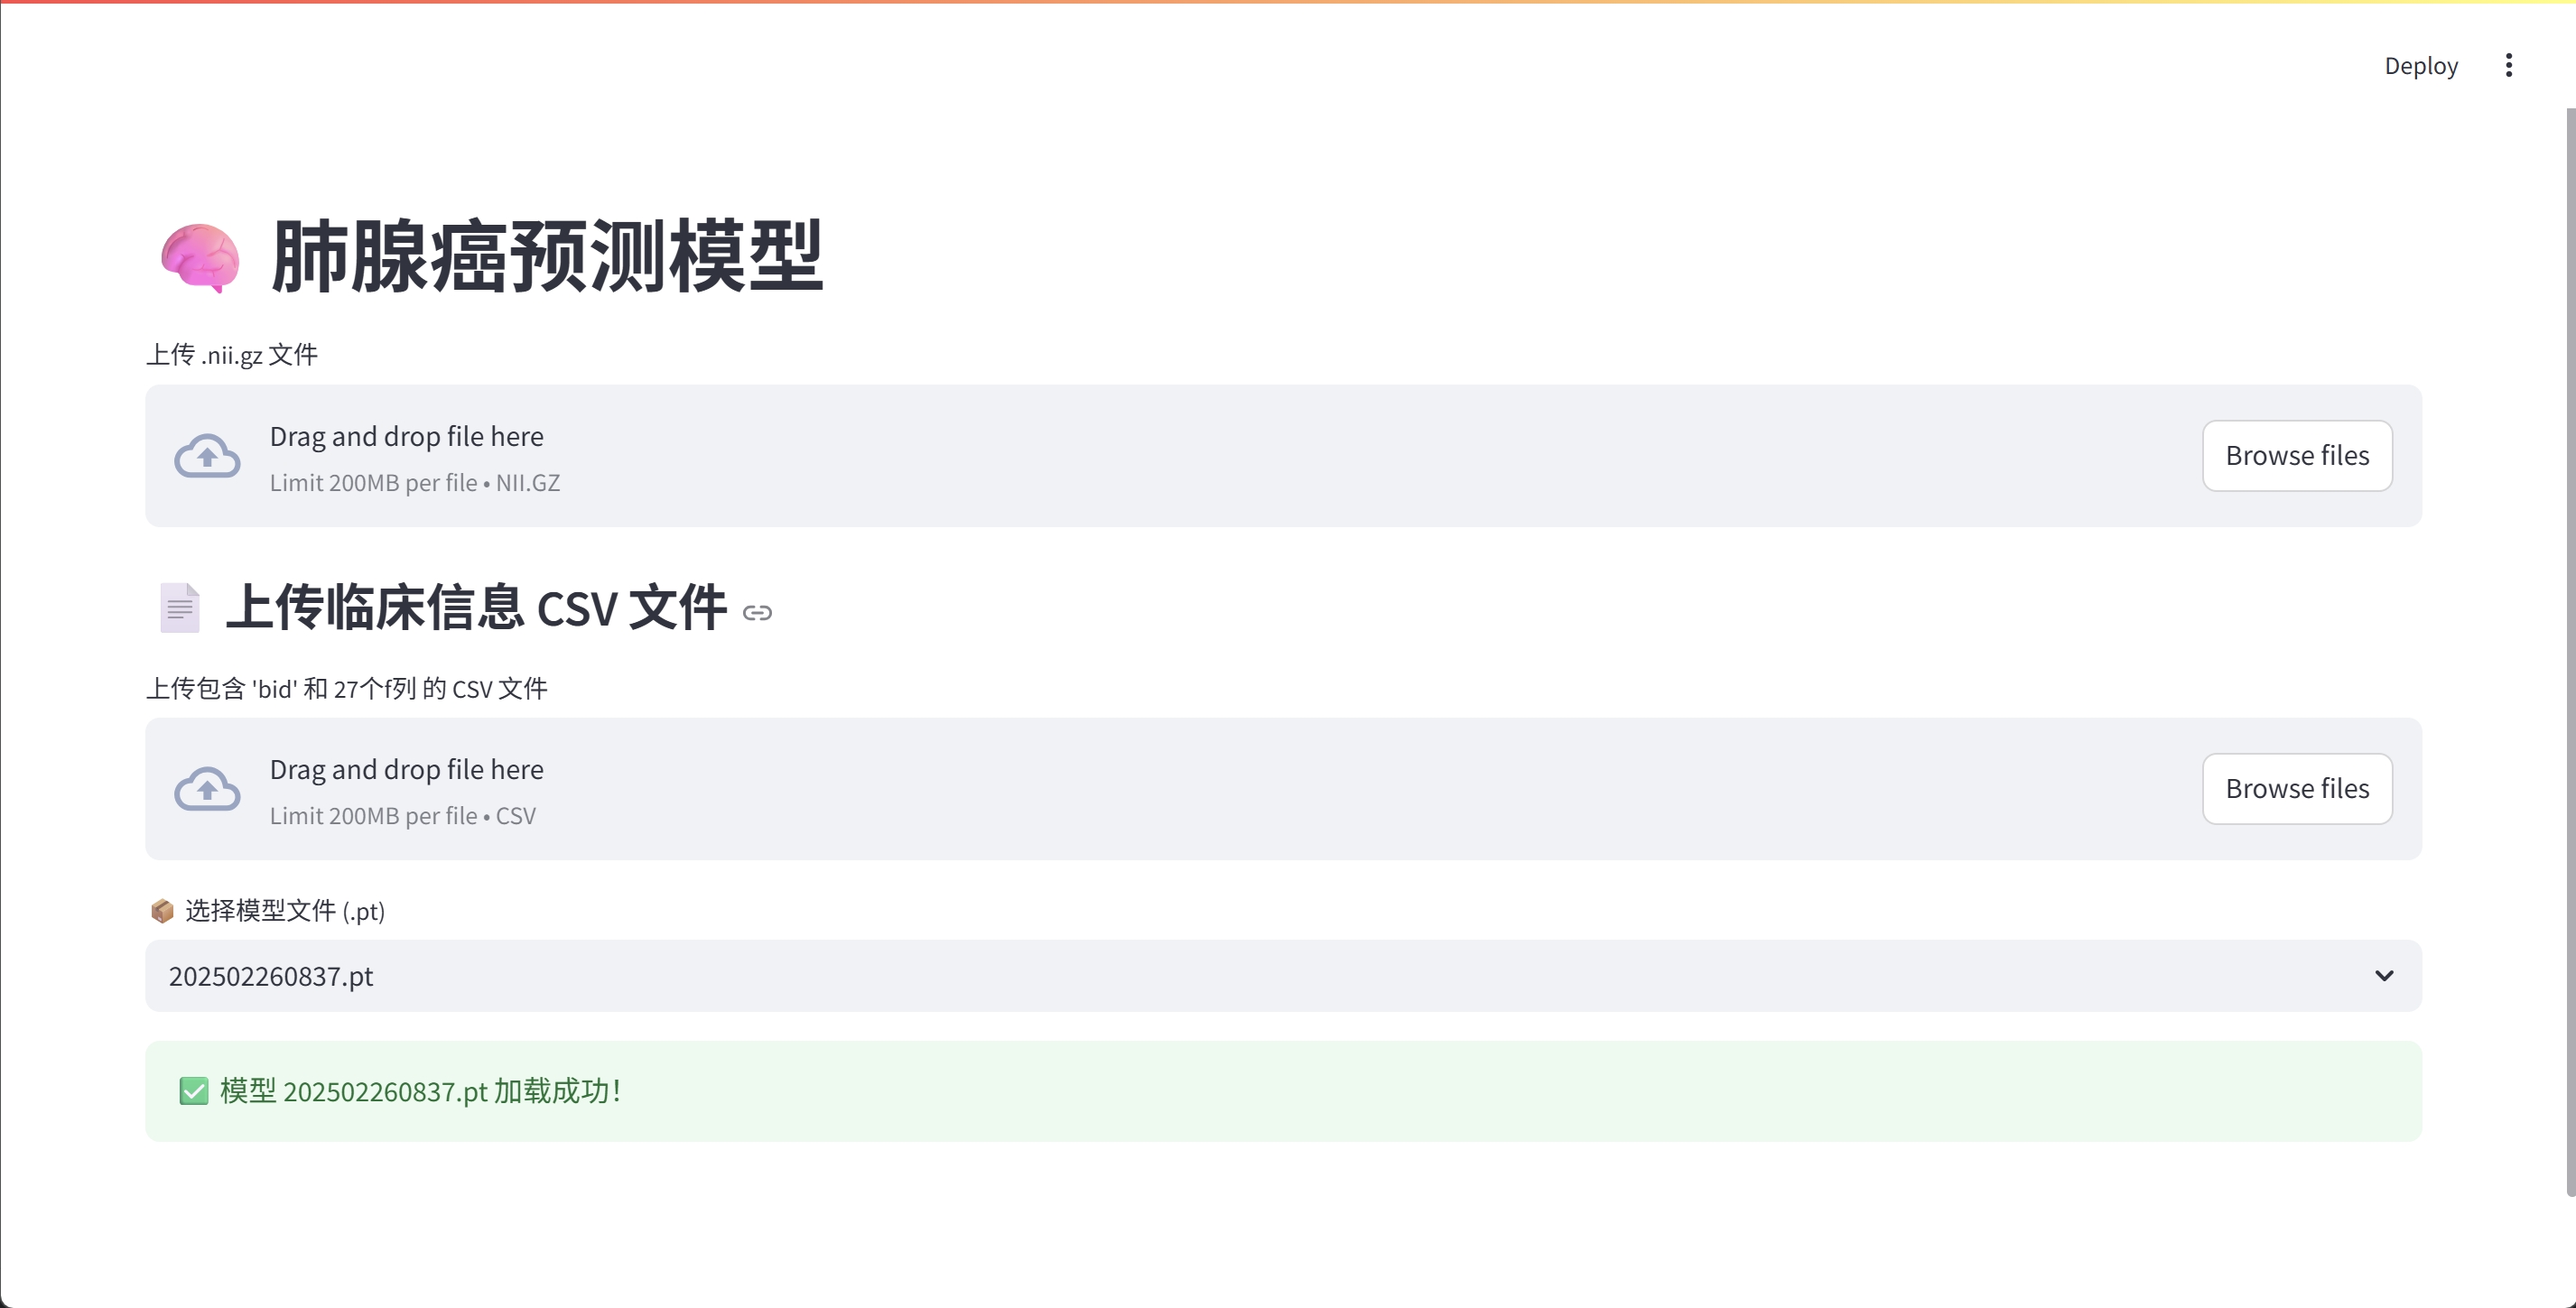 Deploy
🧠 肺腺癌预测模型
上传 .nii.gz 文件
Drag and drop file here
Limit 200MB per file • NII.GZ
Browse files
📄 上传临床信息 CSV 文件
上传包含 'bid' 和 27个f列 的 CSV 文件
Drag and drop file here
Limit 200MB per file • CSV
Browse files
📦 选择模型文件 (.pt)
202502260837.pt
✅ 模型 202502260837.pt 加载成功！